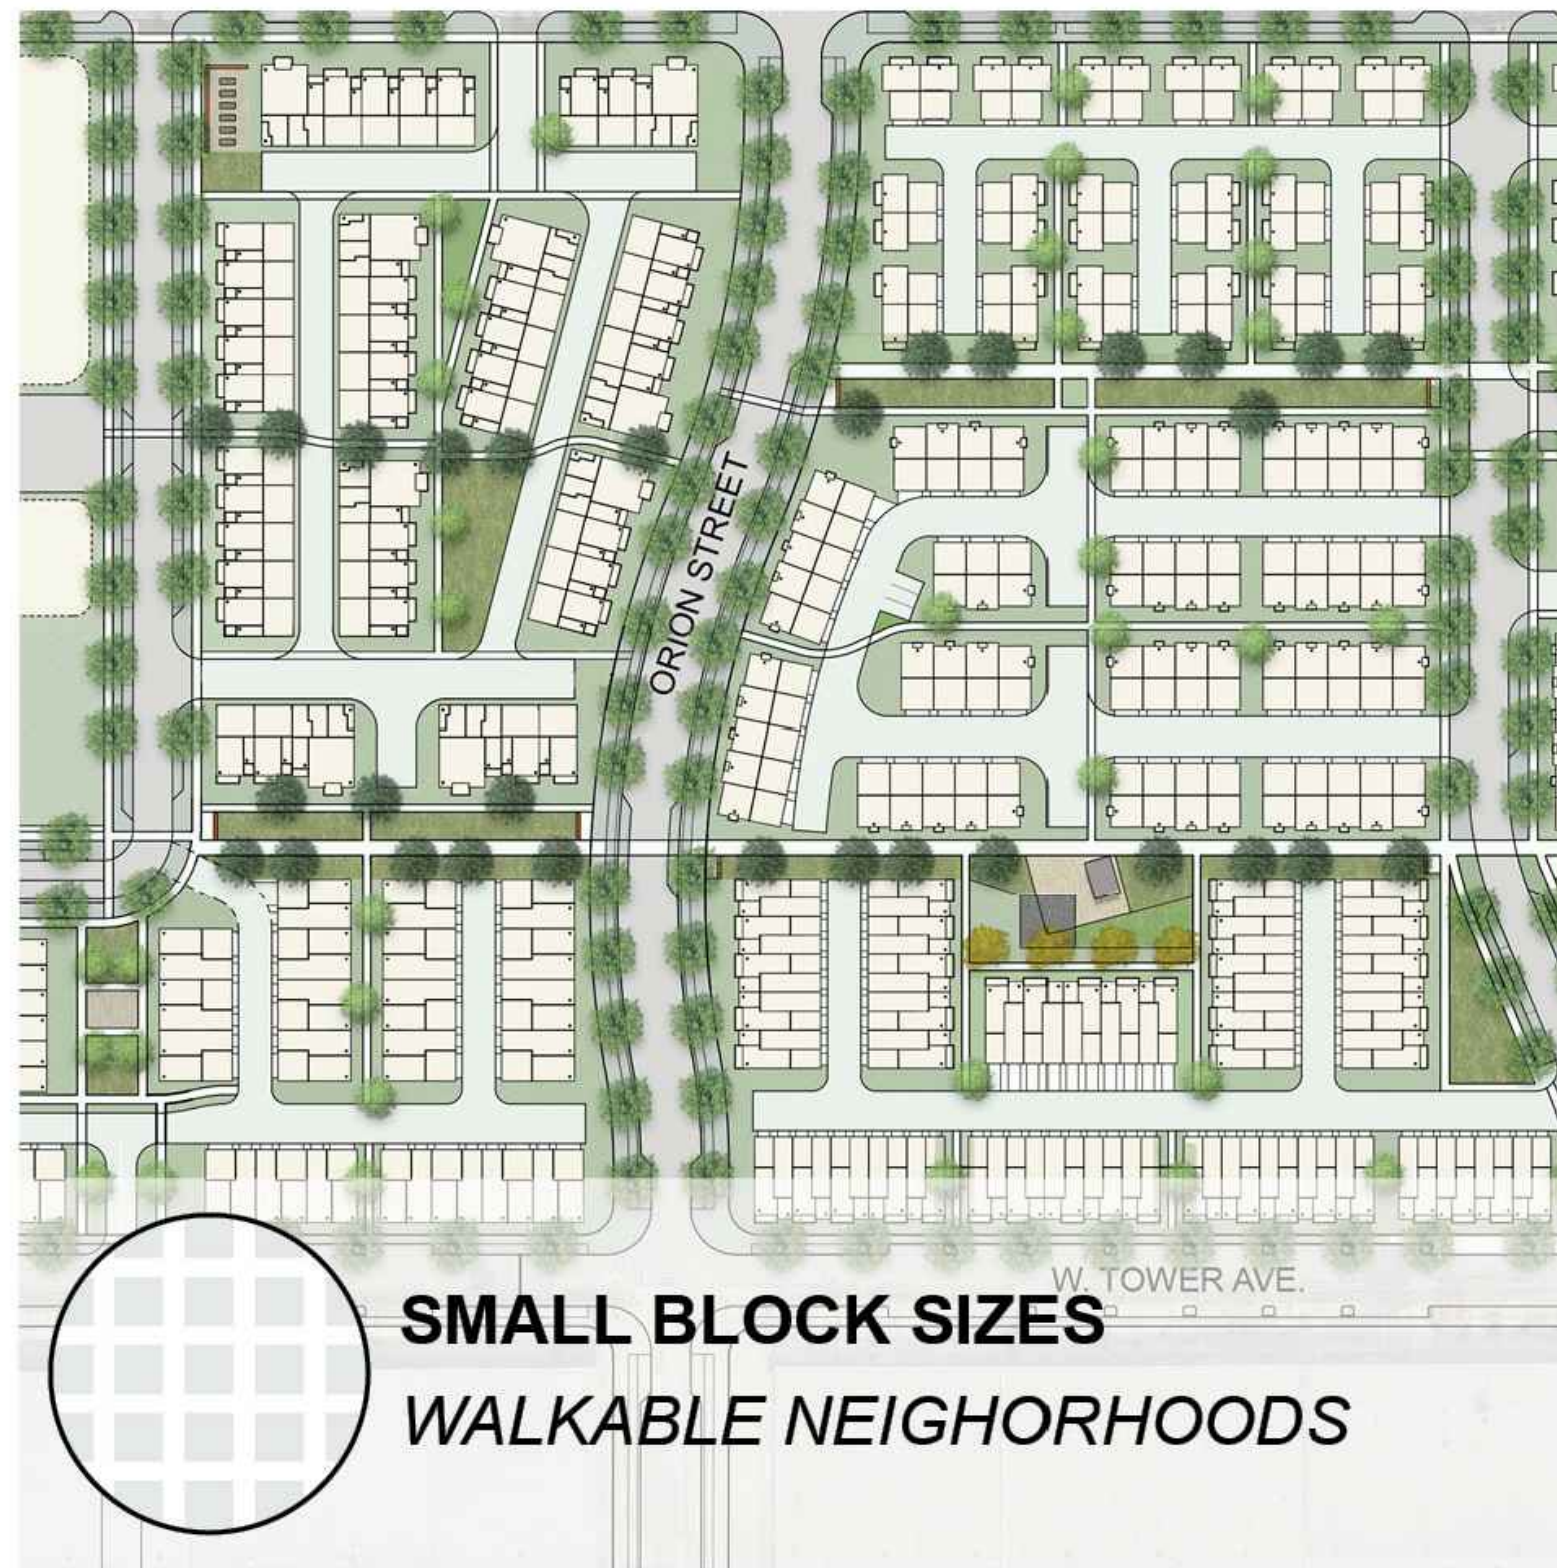 ORION STREET
W. TOWER AVE.
SMALL BLOCK SIZES
WALKABLE NEIGHORHOODS